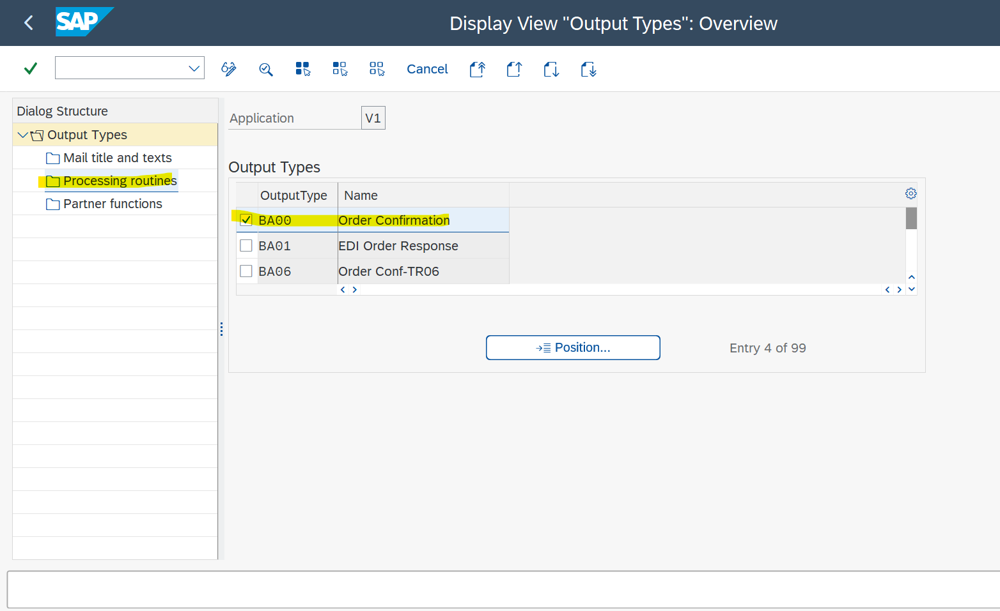 SAP
Display View "Output Types": Overview
Cancel
Dialog Structure
Output Types
Mail title and texts
Processing routines
Partner functions
Application V1
Output Types
OutputType Name
BA00 Order Confirmation
BA01 EDI Order Response
BA06 Order Conf-TR06
Position...
Entry 4 of 99